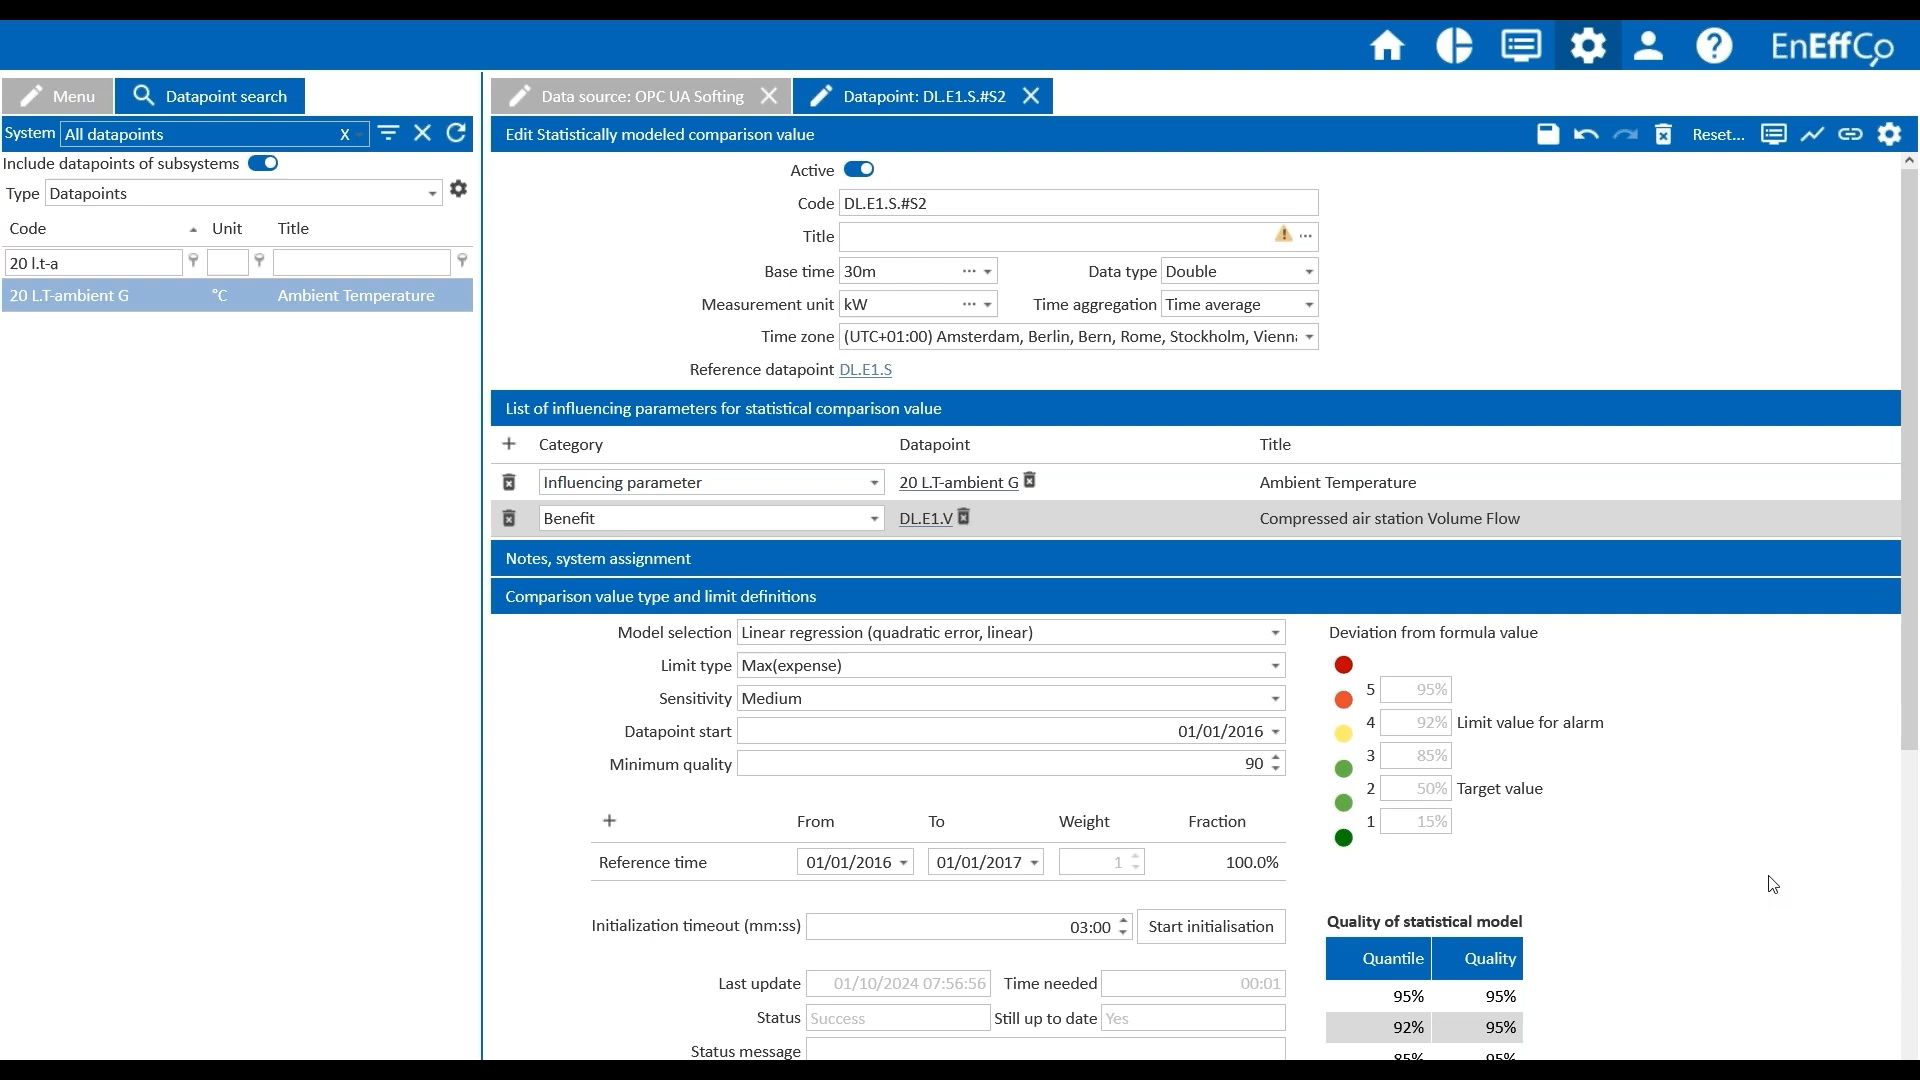 EnEffCo
Menu
Datapoint search
Data source: OPC UA Softing
Datapoint: DL.E1.S.#S2
System All datapoints X
Edit Statistically modeled comparison value
Reset...
Include datapoints of subsystems
Type Datapoints
Code Unit Title
20 l.t-a
20 L.T-ambient G °C Ambient Temperature
Active
Code DL.E1.S.#S2
Title ...
Base time 30m ... Data type Double
Measurement unit kW ... Time aggregation Time average
Time zone (UTC+01:00) Amsterdam, Berlin, Bern, Rome, Stockholm, Vienn
Reference datapoint DL.E1.S
List of influencing parameters for statistical comparison value
+ Category Datapoint Title
Influencing parameter 20 L.T-ambient G Ambient Temperature
Benefit DL.E1.V Compressed air station Volume Flow
Notes, system assignment
Comparison value type and limit definitions
Model selection Linear regression (quadratic error, linear)
Limit type Max(expense)
Sensitivity Medium
Datapoint start 01/01/2016
Minimum quality 90
Deviation from formula value
5 95%
4 92% Limit value for alarm
3 85%
2 50% Target value
1 15%
+ From To Weight Fraction
Reference time 01/01/2016 01/01/2017 1 100.0%
Initialization timeout (mm:ss) 03:00 Start initialisation
Last update 01/10/2024 07:56:56 Time needed 00:01
Status Success Still up to date Yes
Status message
Quality of statistical model
Quantile Quality
95% 95%
92% 95%
85% 95%